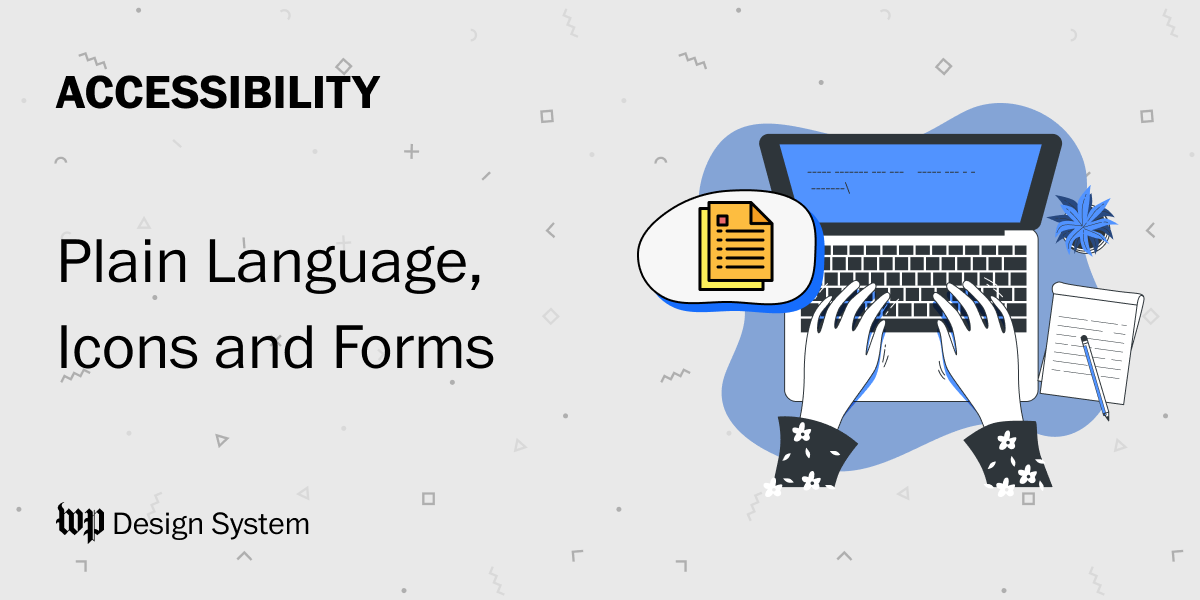 ACCESSIBILITY
Plain Language,
Icons and Forms
wp Design System